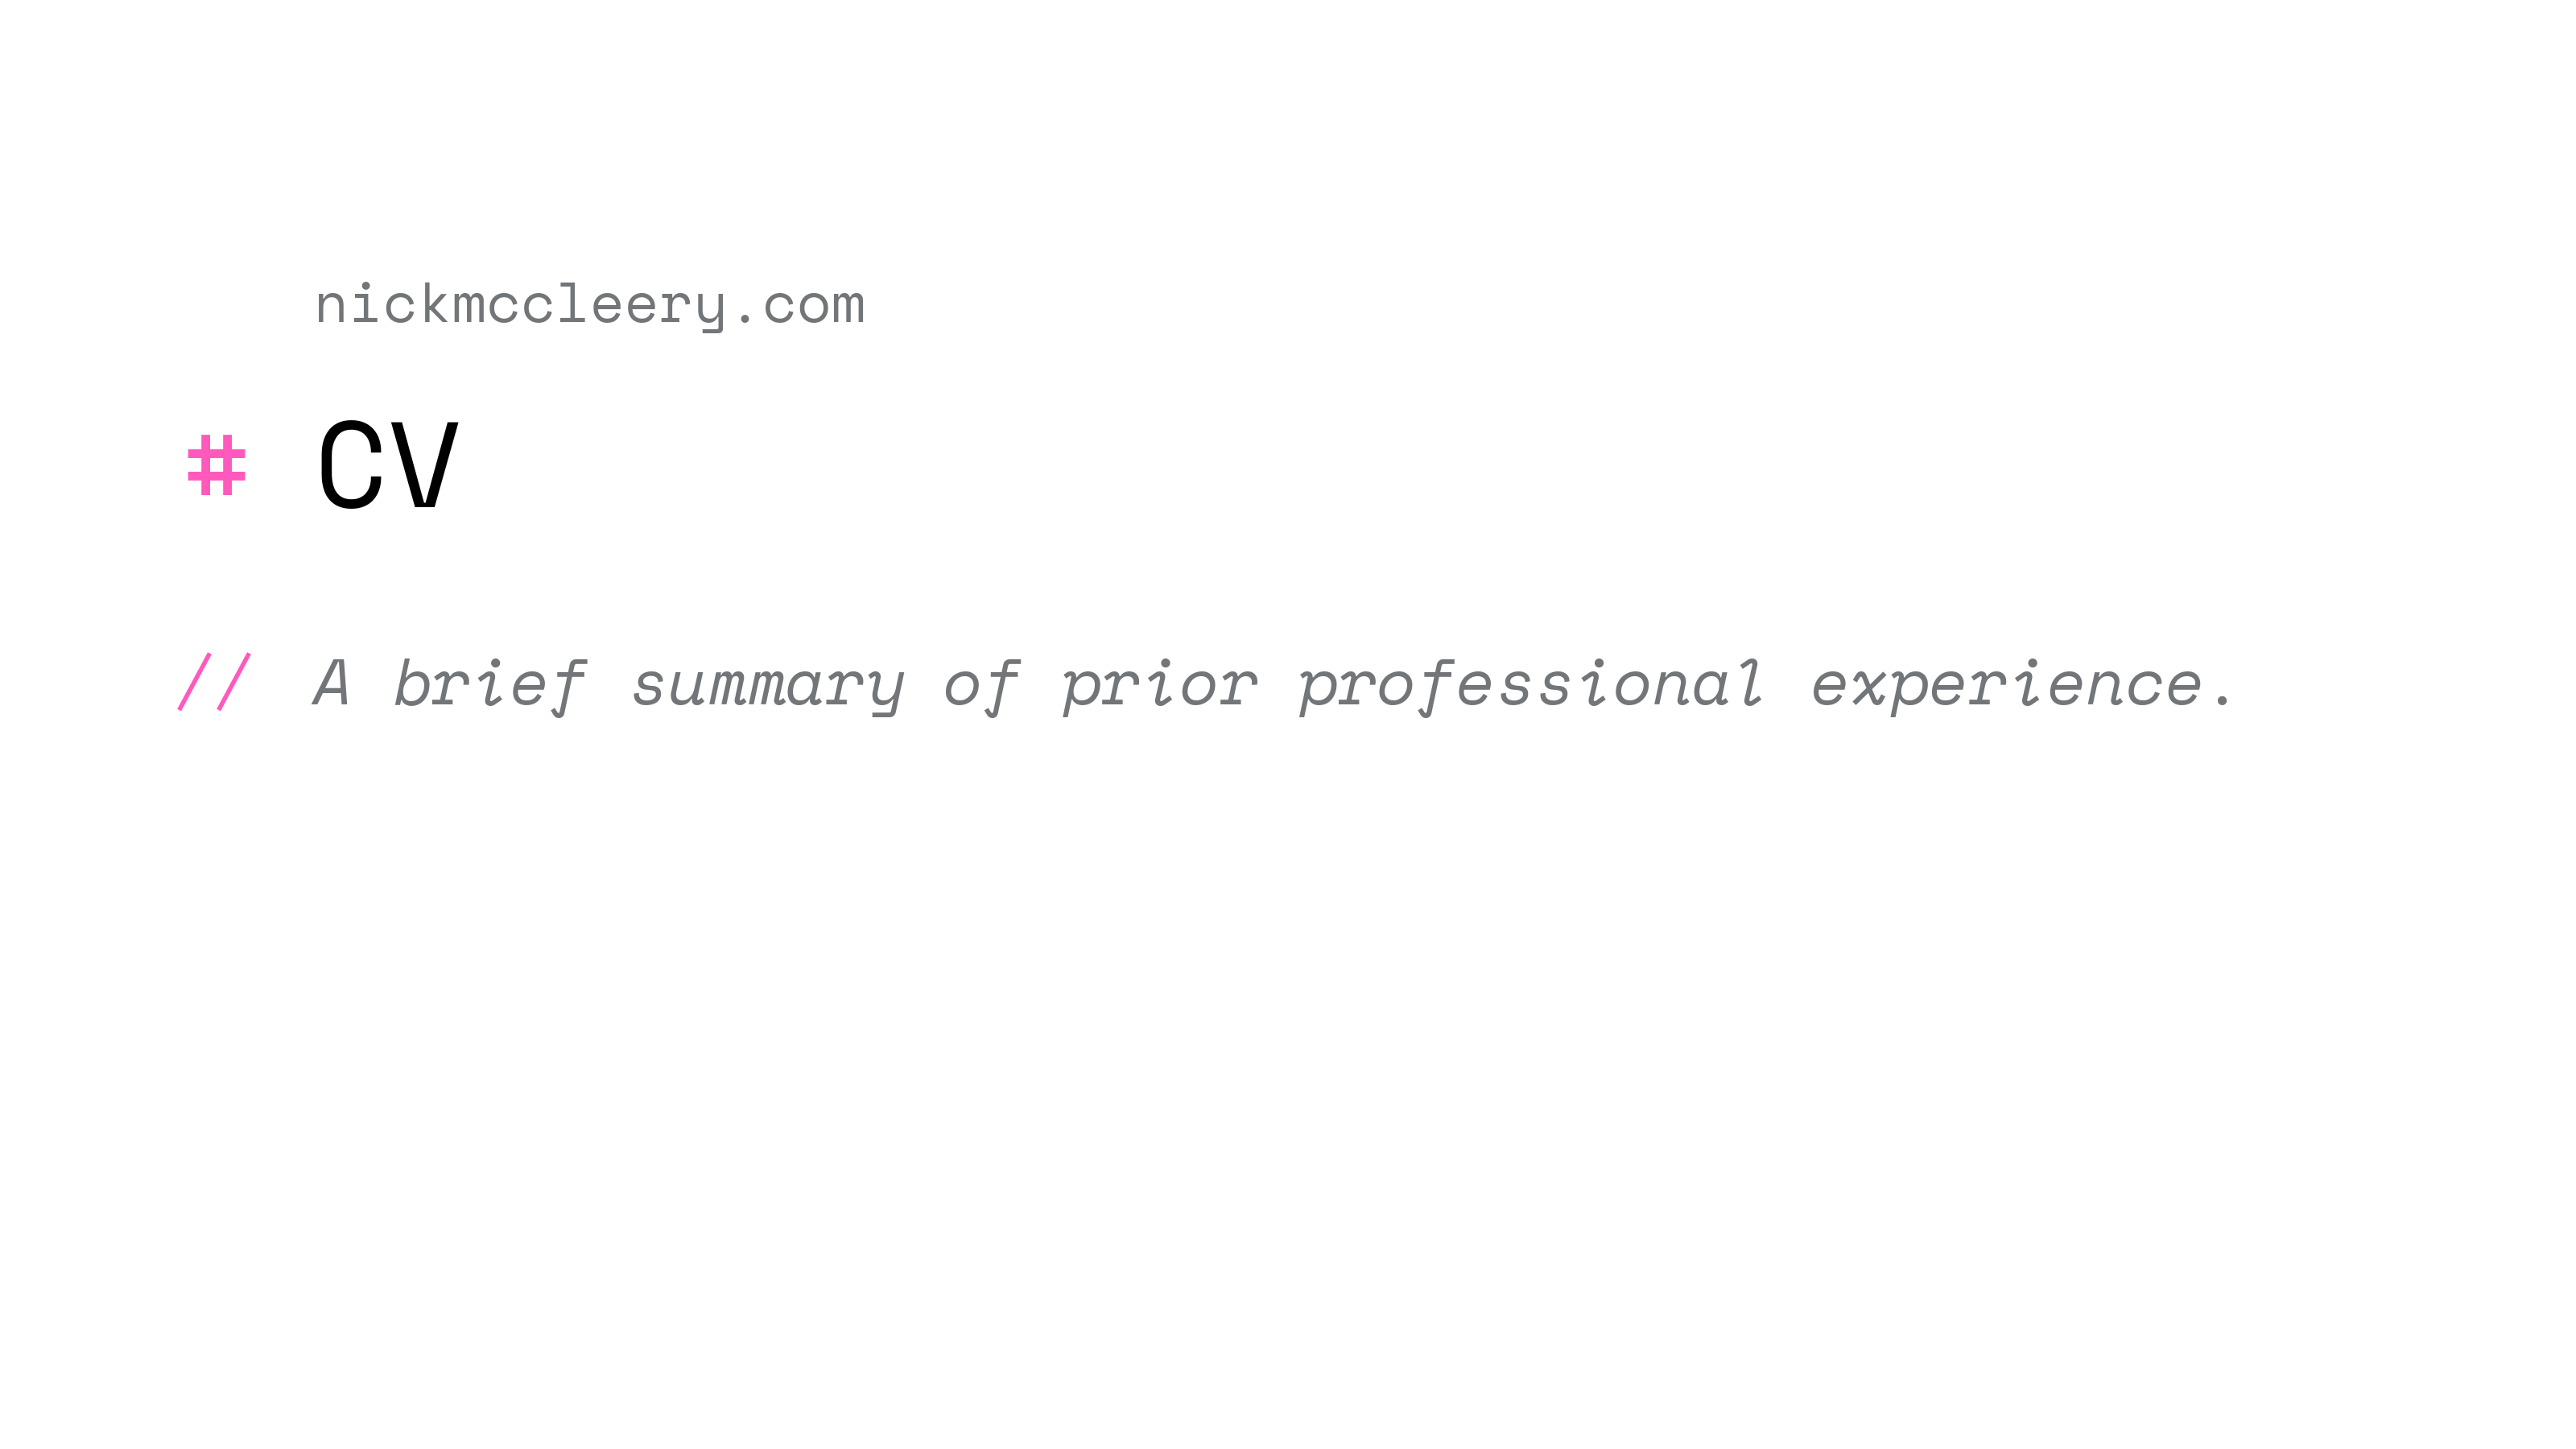 nickmccleery.com
# CV
// A brief summary of prior professional experience.